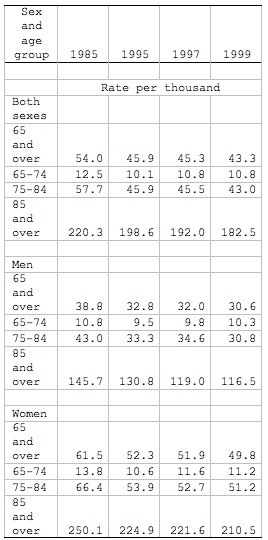 Sex
and
age
group 1985 1995 1997 1999
Rate per thousand
Both
sexes
65
and
over 54.0 45.9 45.3 43.3
65-74 12.5 10.1 10.8 10.8
75-84 57.7 45.9 45.5 43.0
85
and
over 220.3 198.6 192.0 182.5
Men
65
and
over 38.8 32.8 32.0 30.6
65-74 10.8 9.5 9.8 10.3
75-84 43.0 33.3 34.6 30.8
85
and
over 145.7 130.8 119.0 116.5
Women
65
and
over 61.5 52.3 51.9 49.8
65-74 13.8 10.6 11.6 11.2
75-84 66.4 53.9 52.7 51.2
85
and
over 250.1 224.9 221.6 210.5